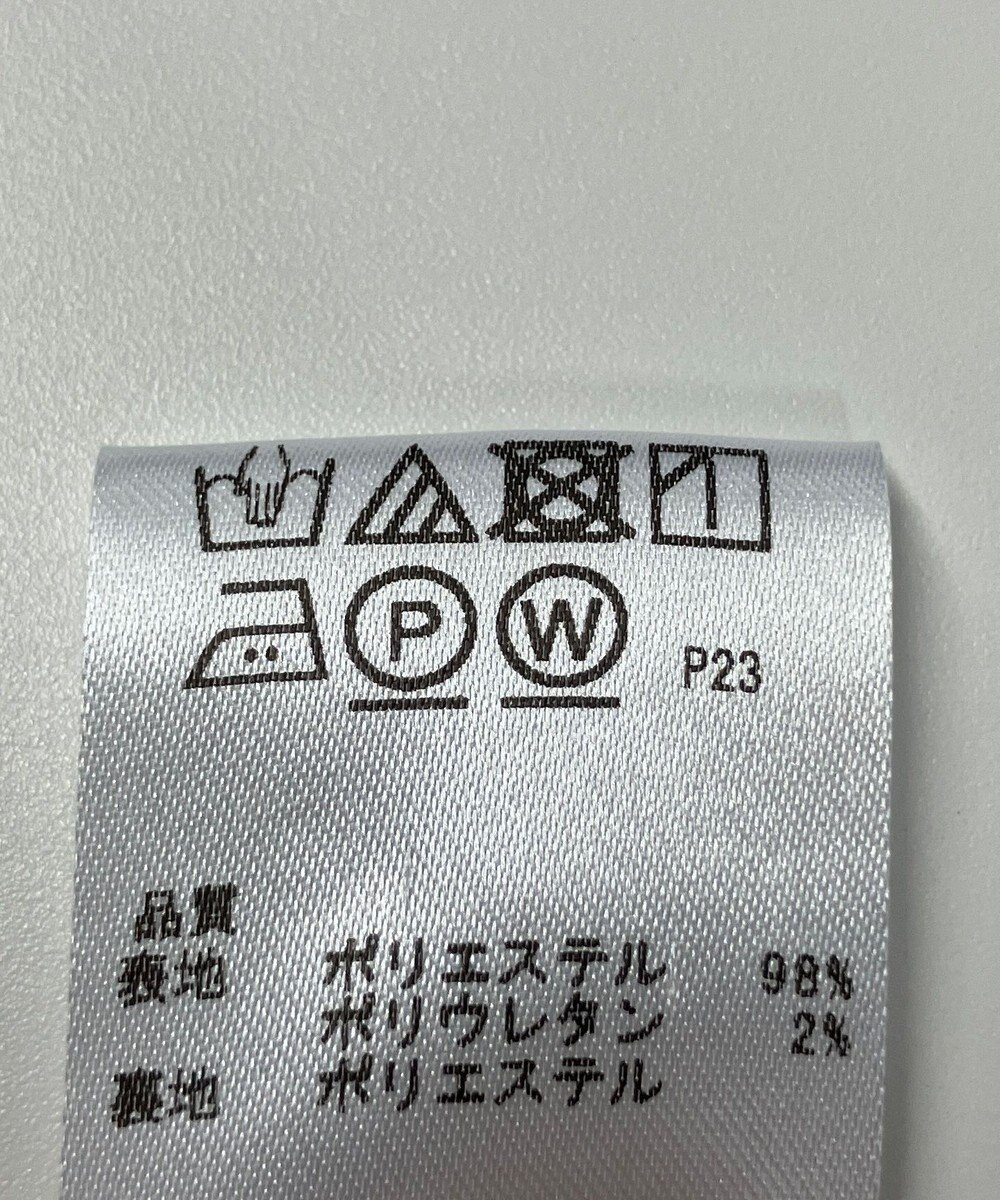 P W P23
品質
表地 ポリエステル 98%
ポリウレタン 2%
裏地 ポリエステル